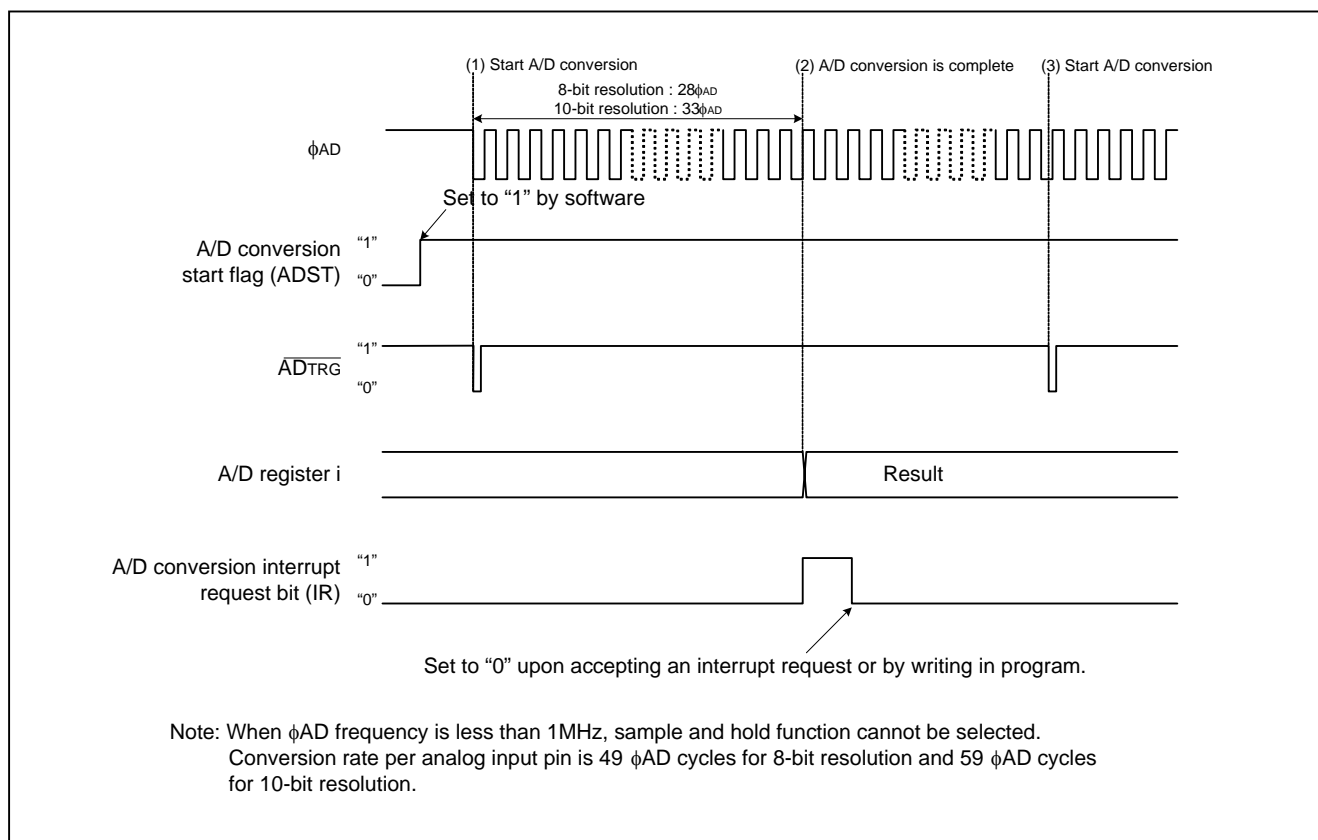 (1) Start A/D conversion
(2) A/D conversion is complete
(3) Start A/D conversion
8-bit resolution : 28ϕAD
10-bit resolution : 33ϕAD
ϕAD
Set to “1” by software
A/D conversion
start flag (ADST)
“1”
“0”
ADTRG
“1”
“0”
A/D register i
Result
A/D conversion interrupt
request bit (IR)
“1”
“0”
Set to “0” upon accepting an interrupt request or by writing in program.
Note: When ϕAD frequency is less than 1MHz, sample and hold function cannot be selected.
Conversion rate per analog input pin is 49 ϕAD cycles for 8-bit resolution and 59 ϕAD cycles
for 10-bit resolution.